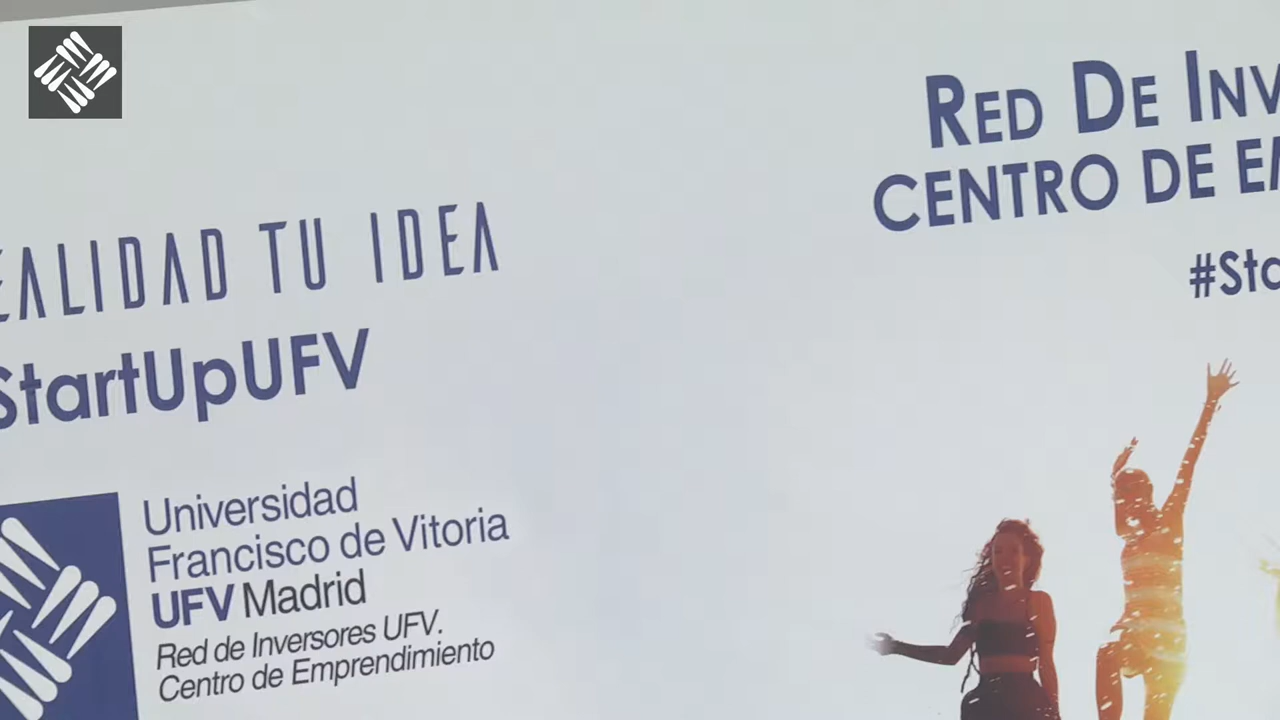 EALIDAD TU IDEA
StartUpUFV
Universidad
Francisco de Vitoria
UFV Madrid
Red de Inversores UFV.
Centro de Emprendimiento
RED DE INV
CENTRO DE EM
#Sta